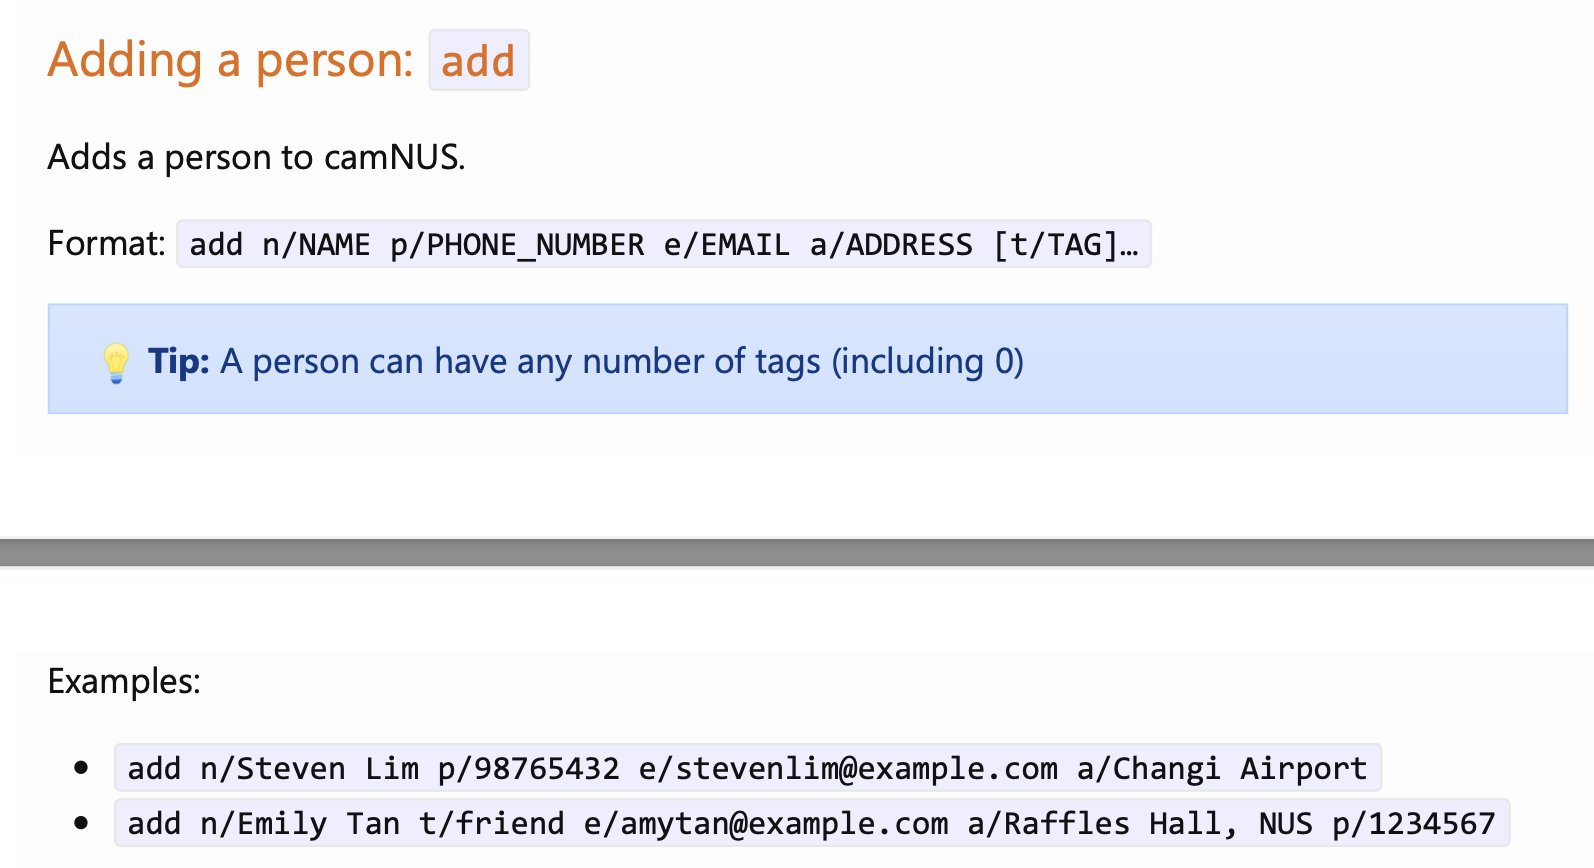 Adding a person: add
Adds a person to camNUS.
Format: add n/NAME p/PHONE_NUMBER e/EMAIL a/ADDRESS [t/TAG]…
💡 Tip: A person can have any number of tags (including 0)
Examples:
• add n/Steven Lim p/98765432 e/stevenlim@example.com a/Changi Airport
• add n/Emily Tan t/friend e/amytan@example.com a/Raffles Hall, NUS p/1234567